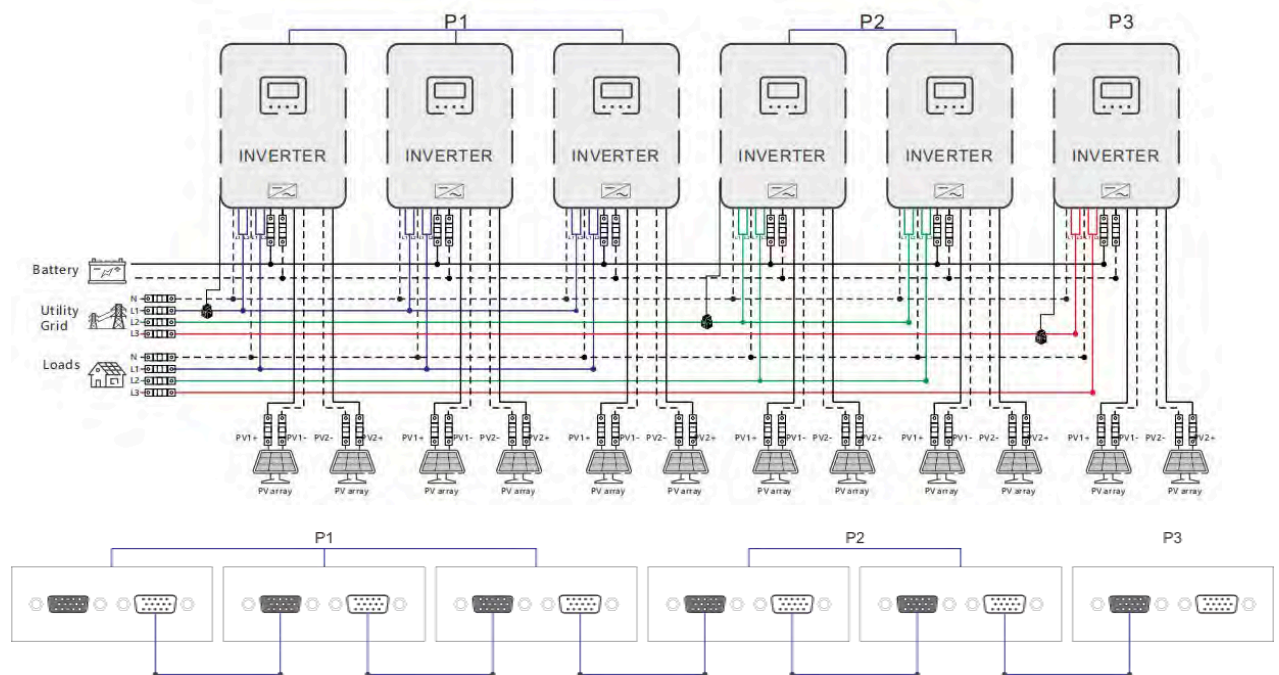 P1 P2 P3
INVERTER INVERTER INVERTER INVERTER INVERTER INVERTER
Battery
N
Utility L1
Grid L2
L3
N
Loads L1
L2
L3
PV1+ PV1- PV2- PV2+ PV1+ PV1- PV2- PV2+ PV1+ PV1- PV2- PV2+ PV1+ PV1- PV2- PV2+ PV1+ PV1- PV2- PV2+ PV1+ PV1- PV2- PV2+
PV array PV array PV array PV array PV array PV array PV array PV array PV array PV array PV array PV array
P1 P2 P3